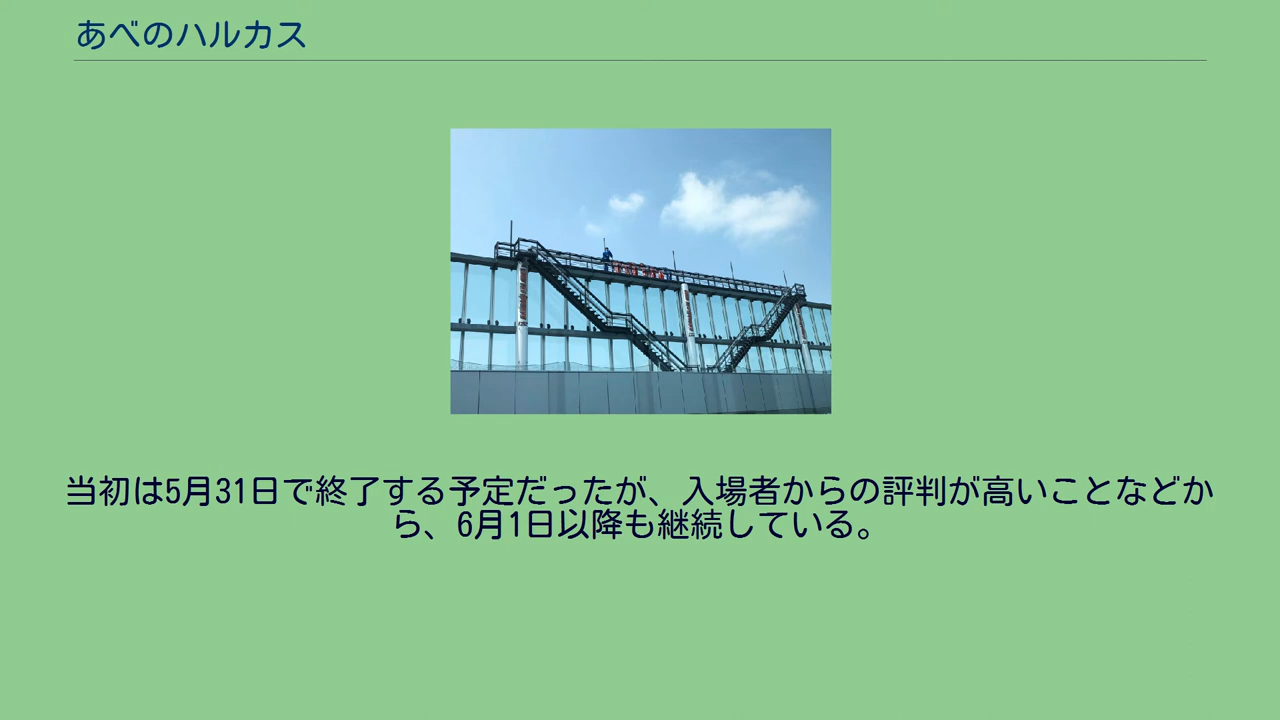 あべのハルカス
当初は5月31日で終了する予定だったが、入場者からの評判が高いことなどか
ら、6月1日以降も継続している。